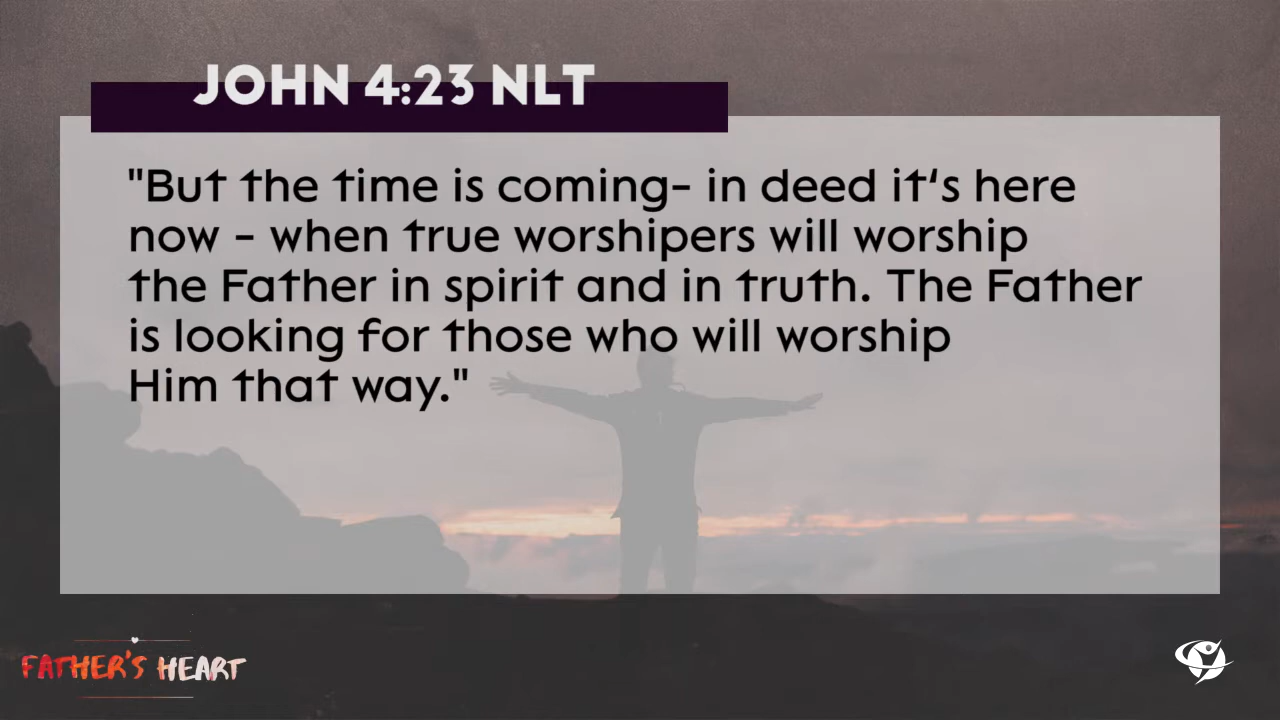 JOHN 4:23 NLT
"But the time is coming- in deed it‘s here
now - when true worshipers will worship
the Father in spirit and in truth. The Father
is looking for those who will worship
Him that way."
FATHER'S HEART